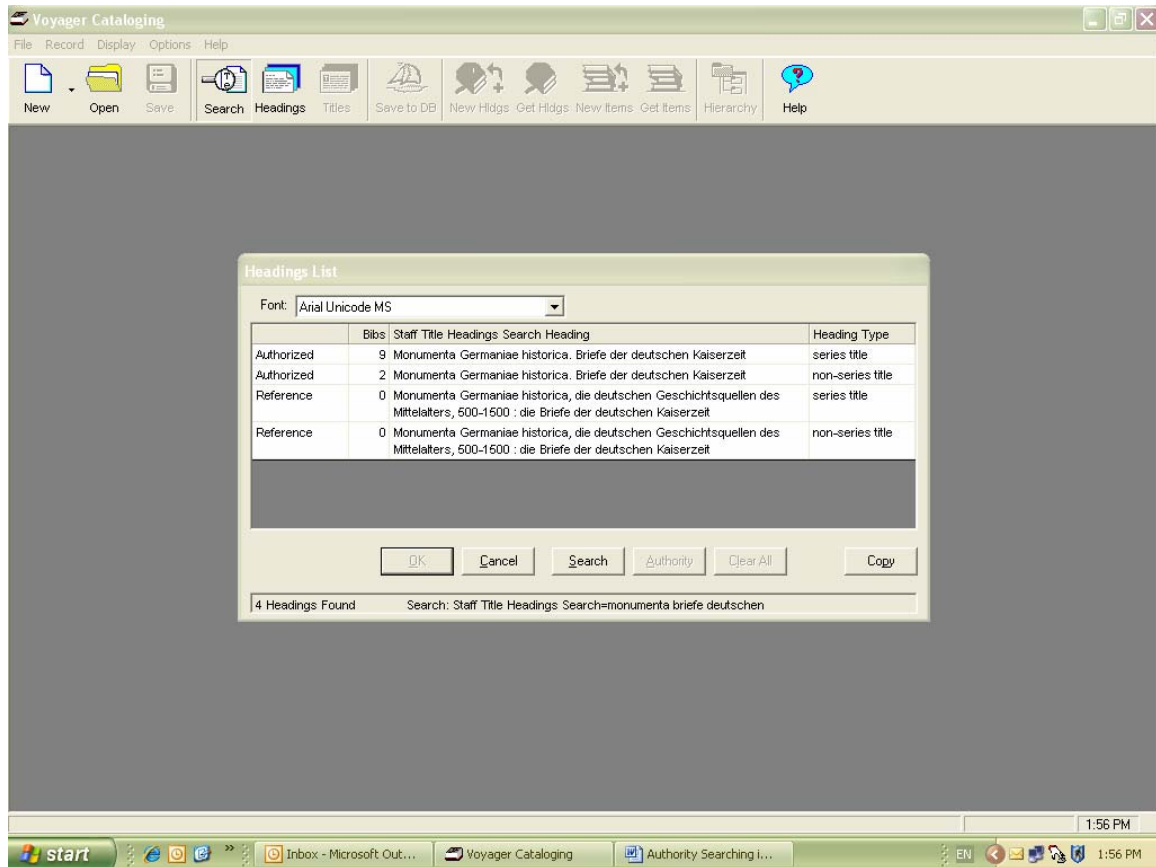 Voyager Cataloging
File Record Display Options Help
New Open Save Search Headings Titles Save to DB New Hldgs Get Hldgs New Items Get Items Hierarchy Help
Headings List
Font: Arial Unicode MS
Bibs Staff Title Headings Search Heading Heading Type
Authorized 9 Monumenta Germaniae historica. Briefe der deutschen Kaiserzeit series title
Authorized 2 Monumenta Germaniae historica. Briefe der deutschen Kaiserzeit non-series title
Reference 0 Monumenta Germaniae historica, die deutschen Geschichtsquellen des series title
Mittelalters, 500-1500 : die Briefe der deutschen Kaiserzeit
Reference 0 Monumenta Germaniae historica, die deutschen Geschichtsquellen des non-series title
Mittelalters, 500-1500 : die Briefe der deutschen Kaiserzeit
OK Cancel Search Authority Clear All Copy
4 Headings Found Search: Staff Title Headings Search=monumenta briefe deutschen
1:56 PM
start » Inbox - Microsoft Out... Voyager Cataloging Authority Searching i... EN 1:56 PM